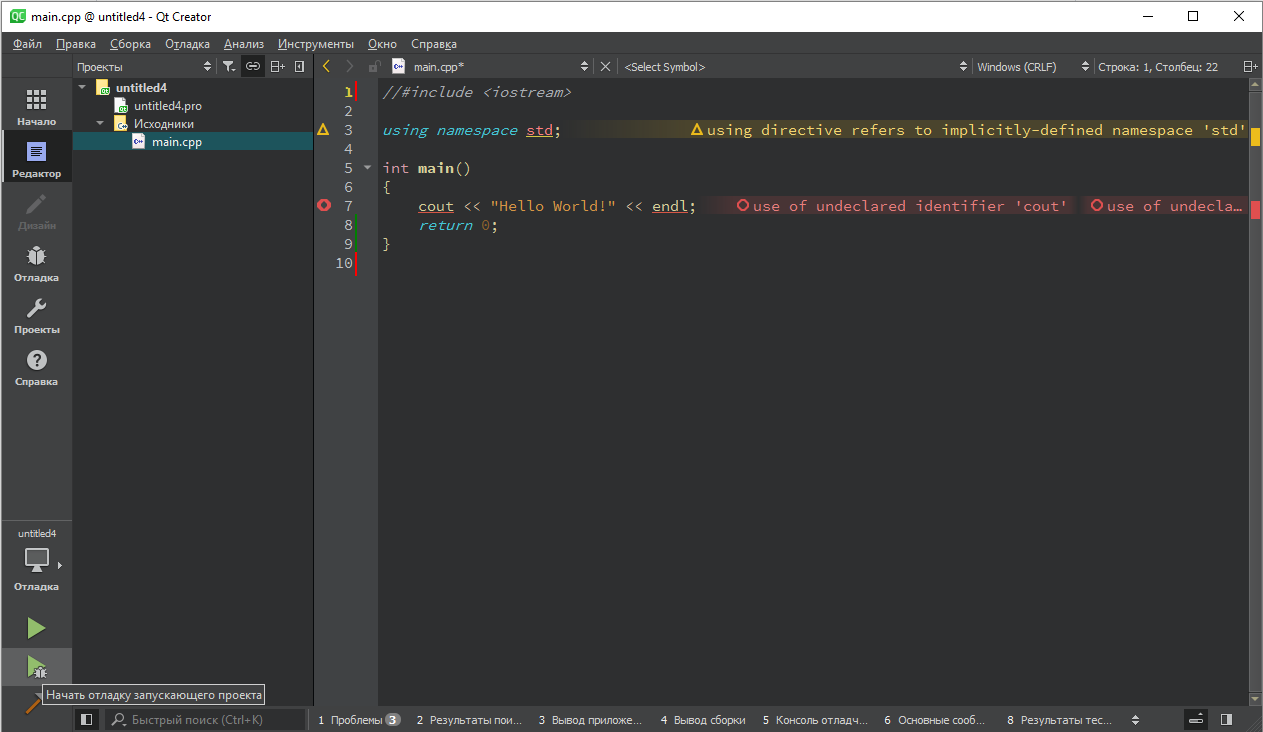 main.cpp @ untitled4 - Qt Creator
Файл Правка Сборка Отладка Анализ Инструменты Окно Справка
Проекты main.cpp* <Select Symbol> Windows (CRLF) Строка: 1, Столбец: 22
Начало
Редактор
Дизайн
Отладка
Проекты
Справка
untitled4
Отладка
untitled4
untitled4.pro
Исходники
main.cpp
1 //#include <iostream>
2
3 using namespace std; using directive refers to implicitly-defined namespace 'std'
4
5 int main()
6 {
7 cout << "Hello World!" << endl; use of undeclared identifier 'cout' use of undecla…
8 return 0;
9 }
10
Начать отладку запускающего проекта
Быстрый поиск (Ctrl+K) 1 Проблемы 3 2 Результаты пои… 3 Вывод приложе… 4 Вывод сборки 5 Консоль отладч… 6 Основные сооб… 8 Результаты тес…